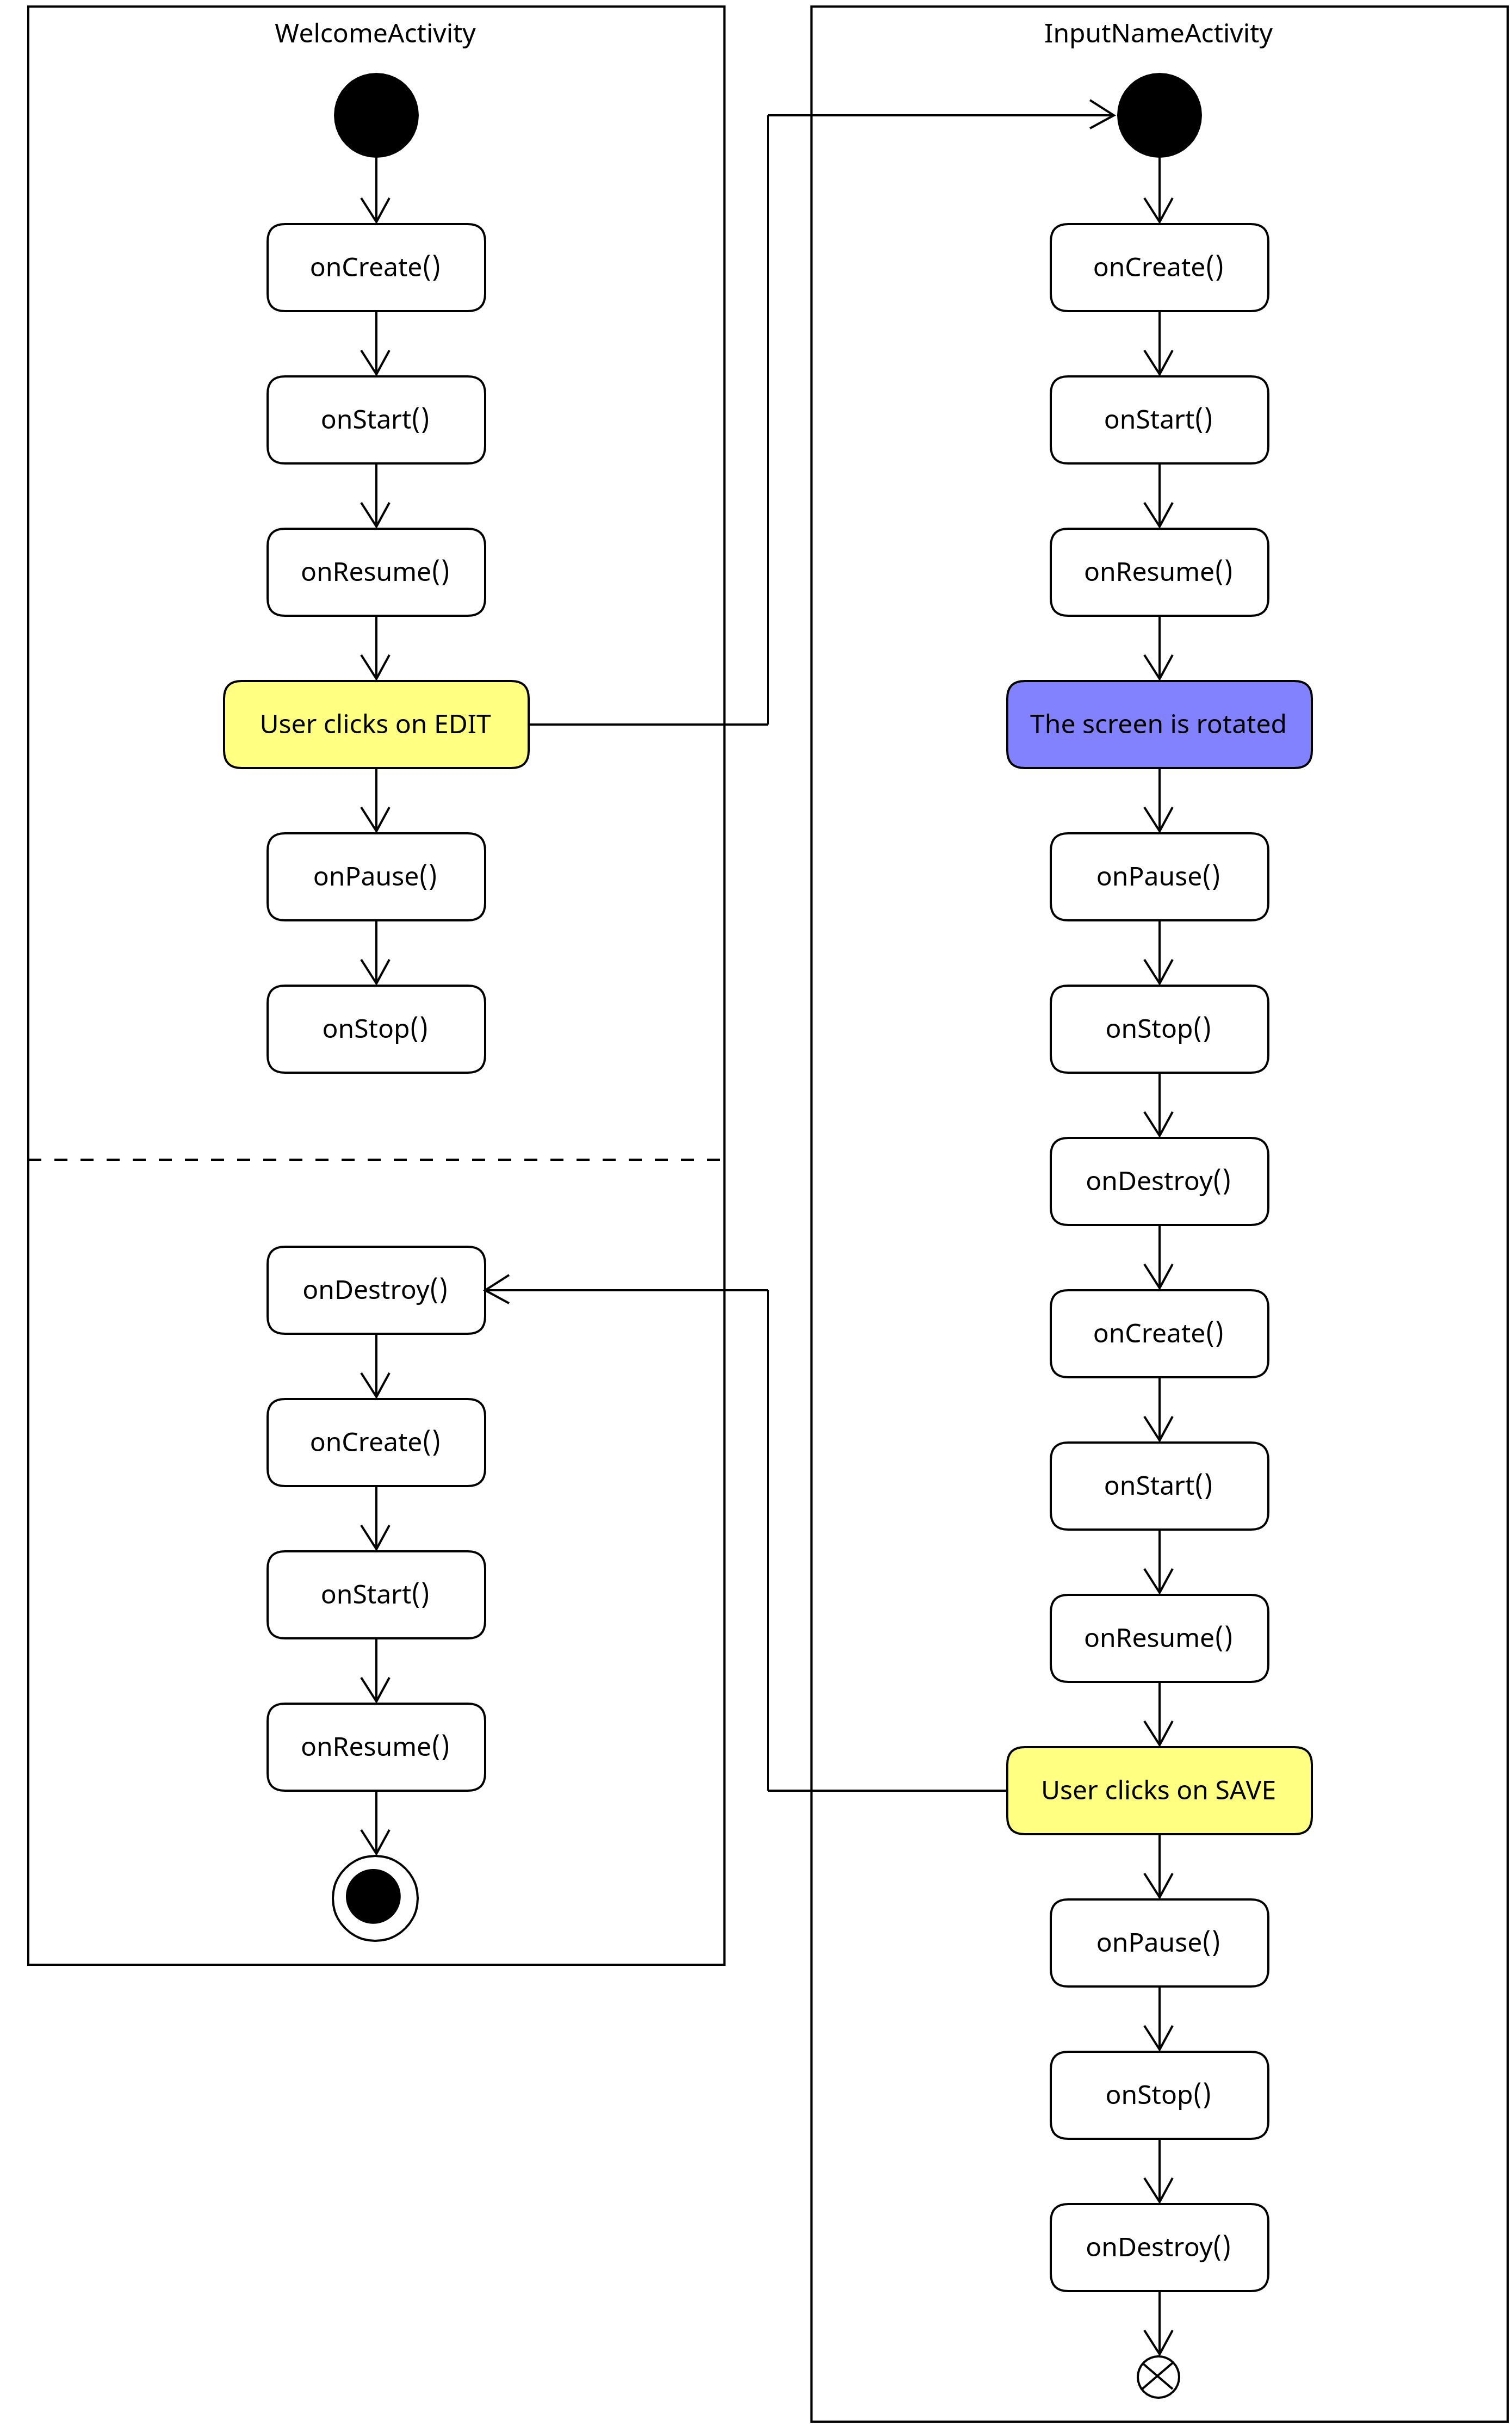 WelcomeActivity
onCreate()
onStart()
onResume()
User clicks on EDIT
onPause()
onStop()
onDestroy()
onCreate()
onStart()
onResume()
InputNameActivity
onCreate()
onStart()
onResume()
The screen is rotated
onPause()
onStop()
onDestroy()
onCreate()
onStart()
onResume()
User clicks on SAVE
onPause()
onStop()
onDestroy()